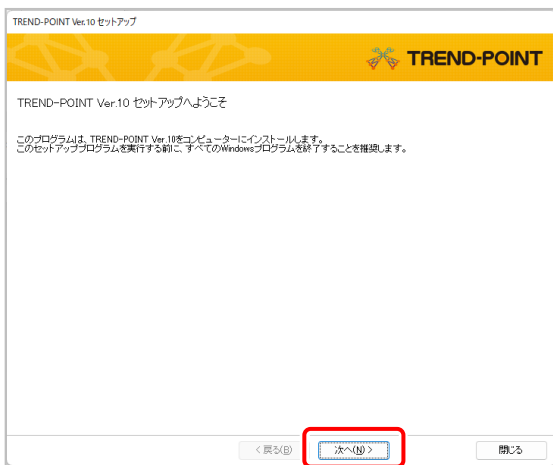 TREND-POINT Ver.10 セットアップ
TREND-POINT
TREND-POINT Ver.10 セットアップへようこそ
このプログラムは、TREND-POINT Ver.10をコンピューターにインストールします。
このセットアッププログラムを実行する前に、すべてのWindowsプログラムを終了することを推奨します。
< 戻る(B)
次へ(N) >
閉じる